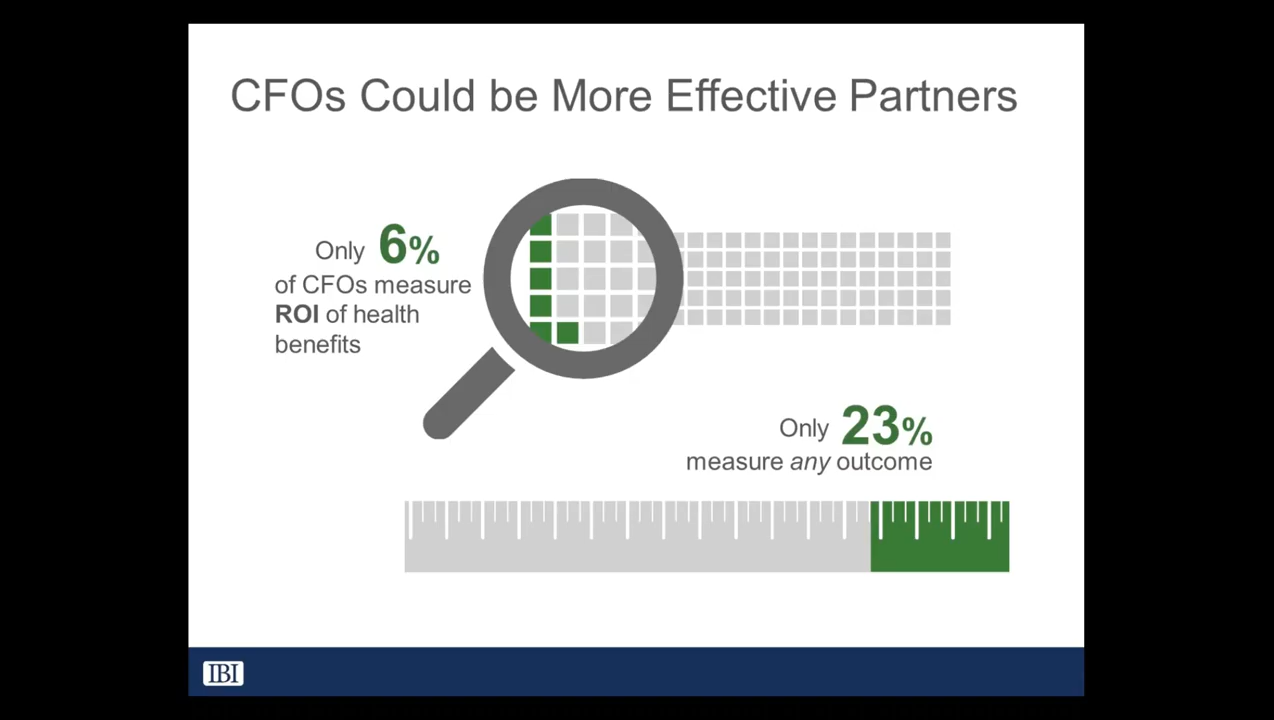 CFOs Could be More Effective Partners
Only 6%
of CFOs measure
ROI of health
benefits
Only 23%
measure any outcome
IBI